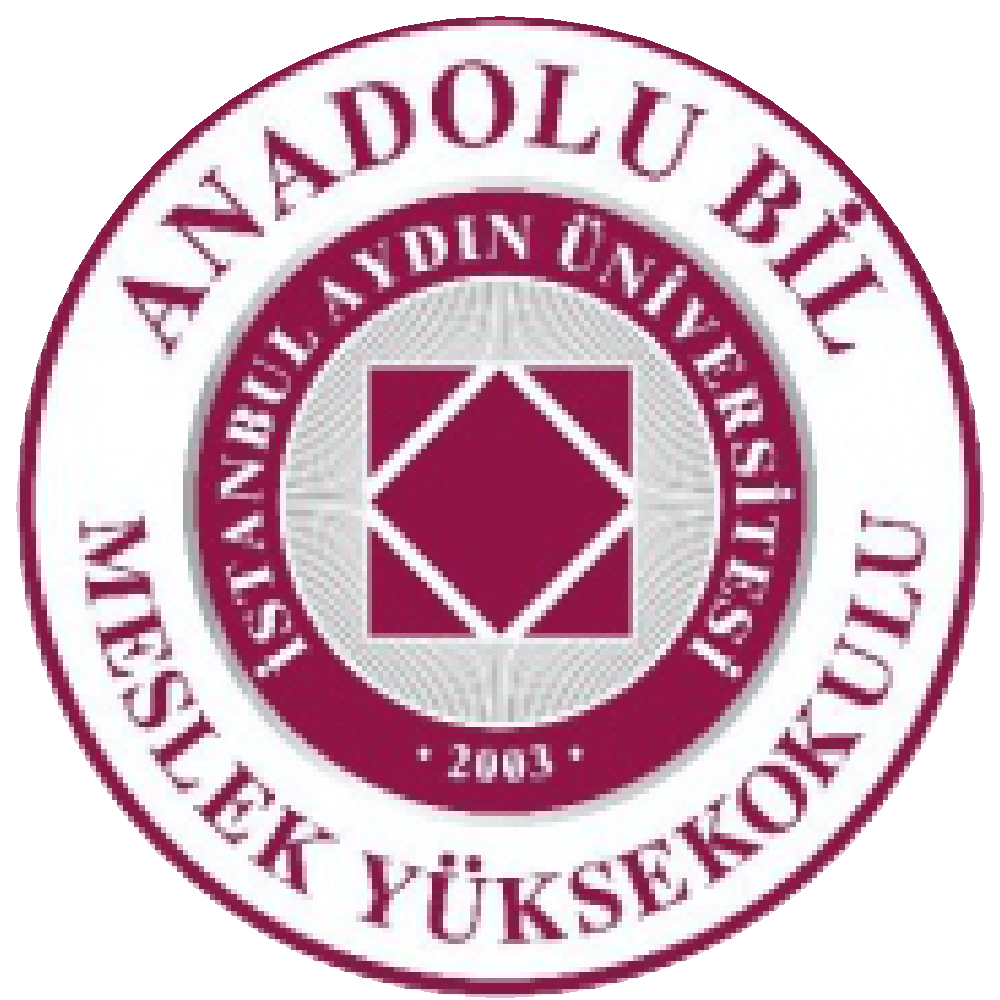 ANADOLU BİL
MESLEK YÜKSEKOKULU
İSTANBUL AYDIN ÜNİVERSİTESİ
· 2003 ·